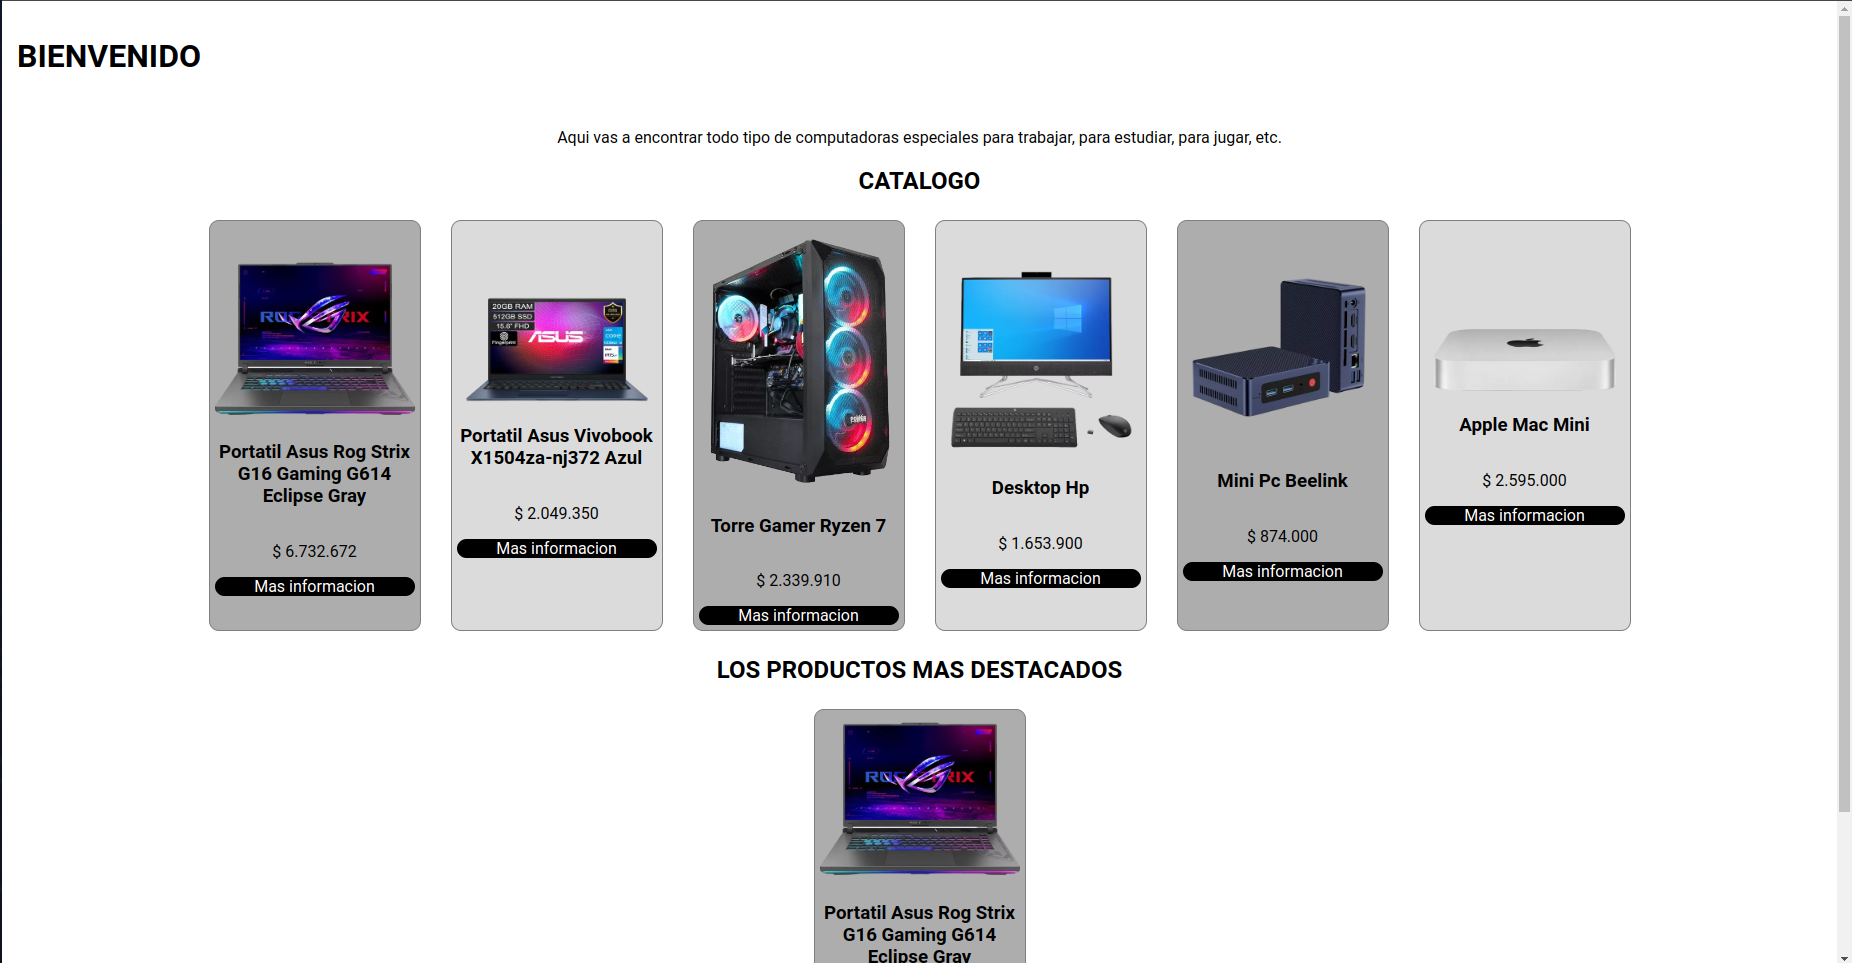 BIENVENIDO
Aqui vas a encontrar todo tipo de computadoras especiales para trabajar, para estudiar, para jugar, etc.
CATALOGO
Portatil Asus Rog Strix
G16 Gaming G614
Eclipse Gray
$ 6.732.672
Mas informacion
20GB RAM
512GB SSD
15.6" FHD
Fingerprint
ASUS
Portatil Asus Vivobook
X1504za-nj372 Azul
$ 2.049.350
Mas informacion
Torre Gamer Ryzen 7
$ 2.339.910
Mas informacion
Desktop Hp
$ 1.653.900
Mas informacion
Mini Pc Beelink
$ 874.000
Mas informacion
Apple Mac Mini
$ 2.595.000
Mas informacion
LOS PRODUCTOS MAS DESTACADOS
Portatil Asus Rog Strix
G16 Gaming G614
Eclipse Gray